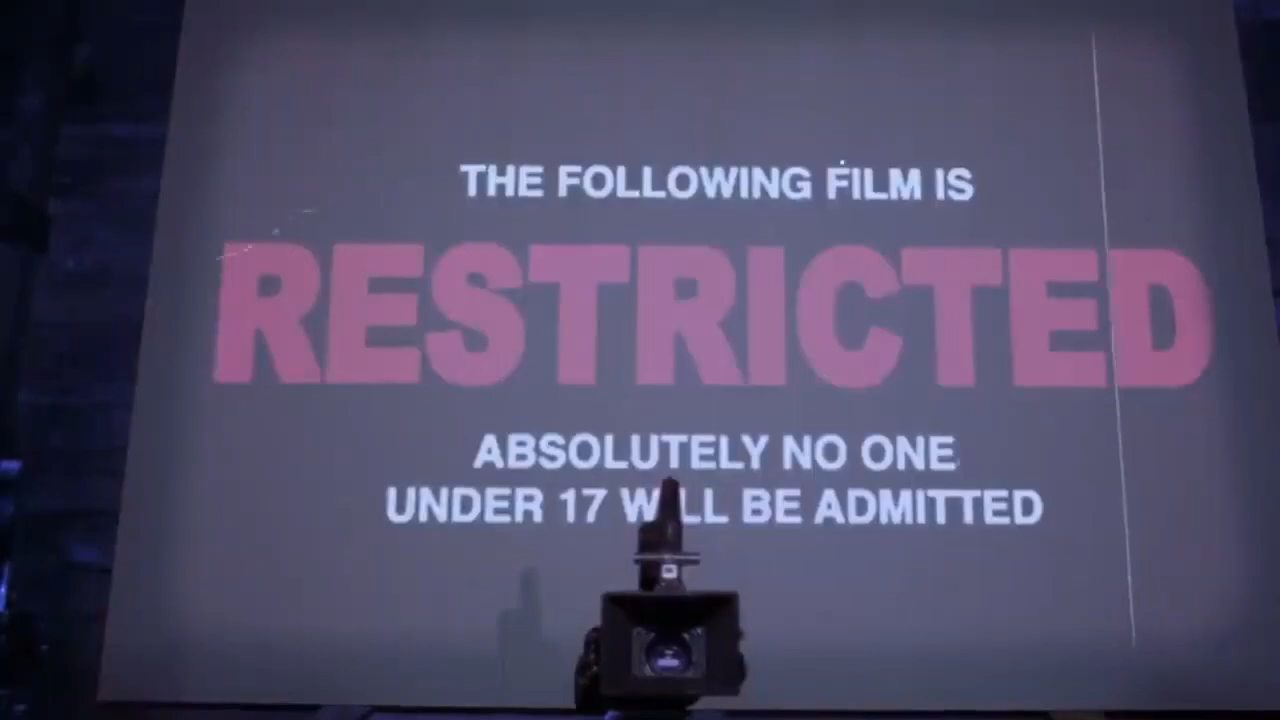 THE FOLLOWING FILM IS
RESTRICTED
ABSOLUTELY NO ONE
UNDER 17 WILL BE ADMITTED